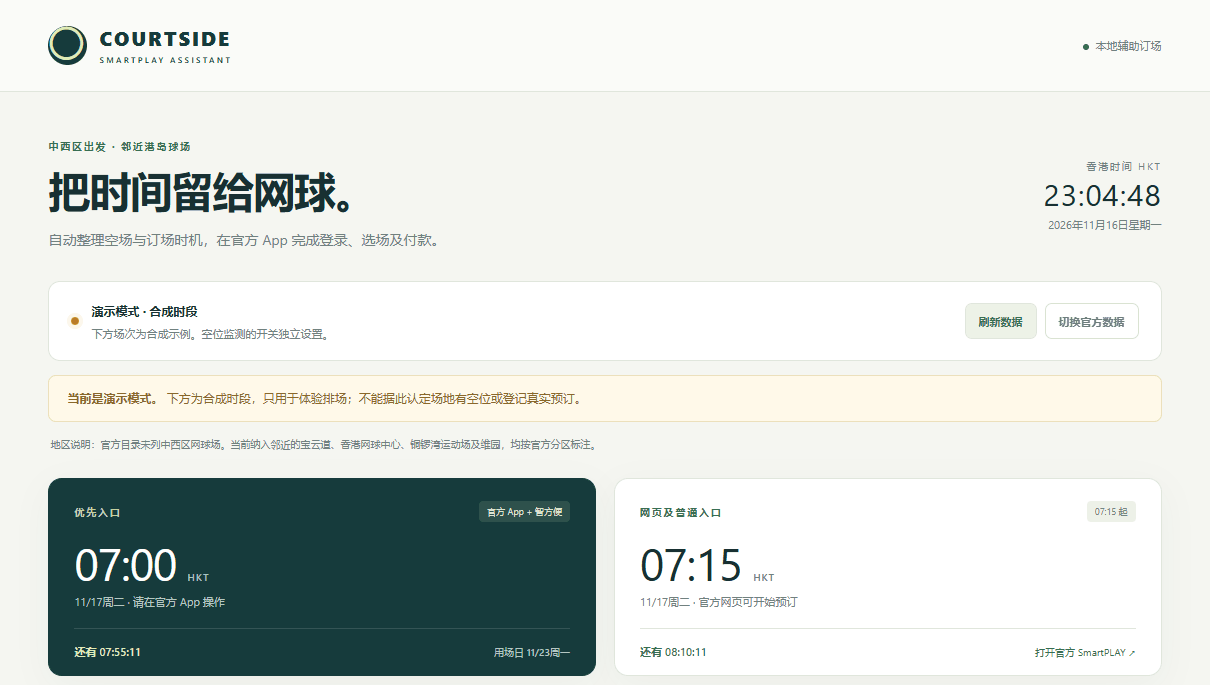 COURTSIDE
SMARTPLAY ASSISTANT
本地辅助订场
中西区出发 · 邻近港岛球场
把时间留给网球。
自动整理空场与订场时机，在官方 App 完成登录、选场及付款。
香港时间 HKT
23:04:48
2026年11月16日星期一
演示模式 · 合成时段
下方场次为合成示例。空位监测的开关独立设置。
刷新数据
切换官方数据
当前是演示模式。 下方为合成时段，只用于体验排场；不能据此认定场地有空位或登记真实预订。
地区说明：官方目录未列中西区网球场。当前纳入邻近的宝云道、香港网球中心、铜锣湾运动场及维园，均按官方分区标注。
优先入口
官方 App + 智方便
07:00 HKT
11/17周二 · 请在官方 App 操作
还有 07:55:11
用场日 11/23周一
网页及普通入口
07:15 起
07:15 HKT
11/17周二 · 官方网页可开始预订
还有 08:10:11
打开官方 SmartPLAY ↗